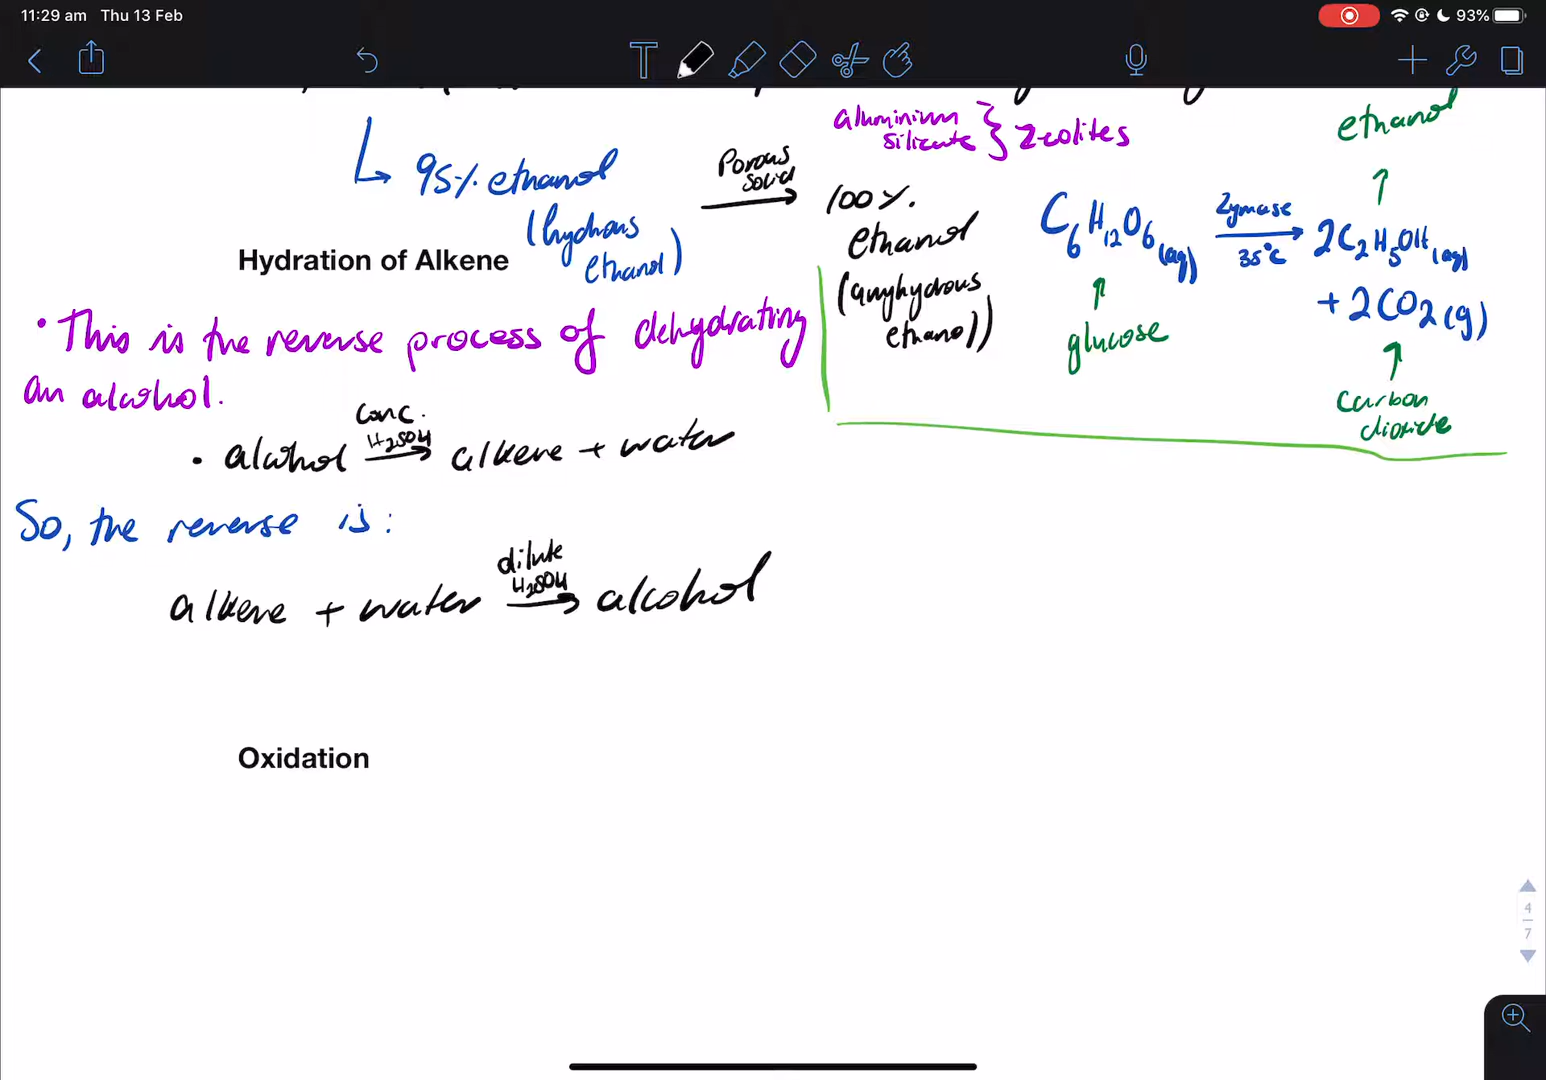 11:29 am Thu 13 Feb
93%
T
aluminium
silicate } zeolites
ethanol
↳ 95% ethanol
(hydrous
ethanol)
Porous
Solid
100%.
ethanol
(anyhydrous
ethanol))
C6H12O6(aq) Zymase 35°C → 2C2H5OH(aq)
+ 2CO2(g)
glucose
Carbon
dioxide
Hydration of Alkene
• This is the reverse process of dehydrating
an alcohol.
• alcohol conc. H2SO4 → alkene + water
So, the reverse is:
alkene + water dilute H2SO4 → alcohol
Oxidation
4
7